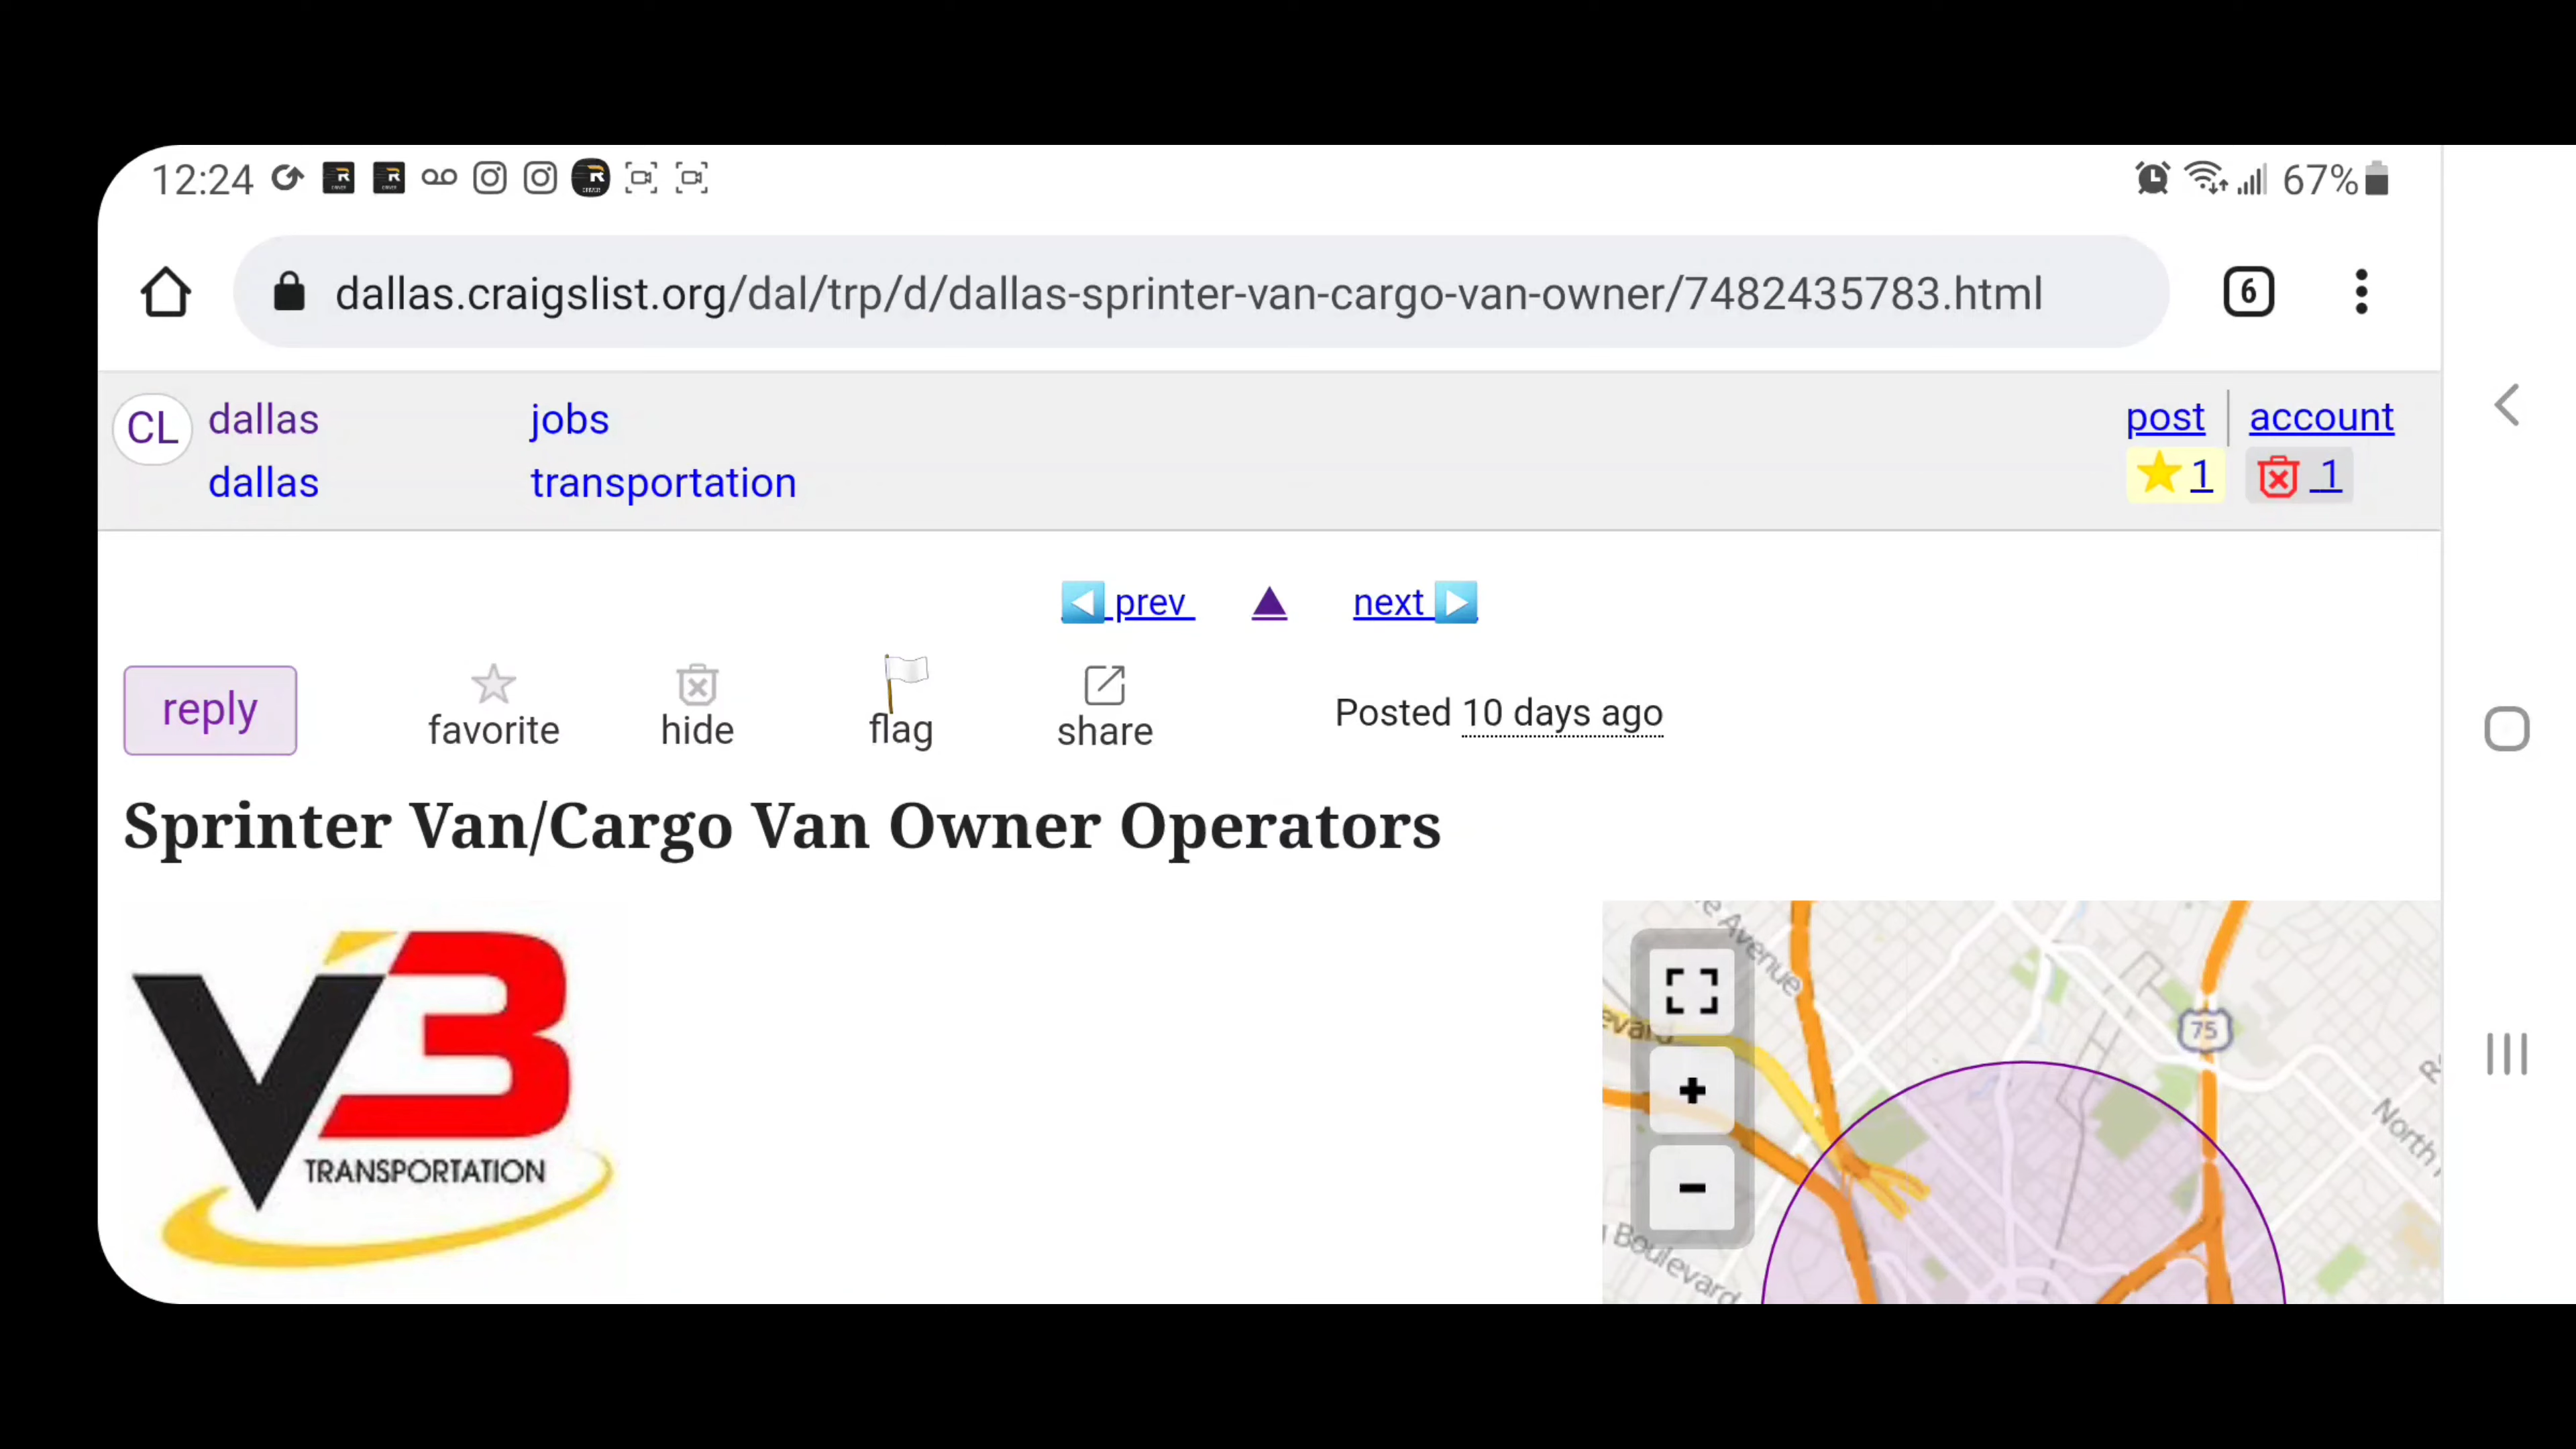 12:24
67%
dallas.craigslist.org/dal/trp/d/dallas-sprinter-van-cargo-van-owner/7482435783.html
6
CL dallas jobs post account
dallas transportation 1 1
prev next
reply favorite hide flag share Posted 10 days ago
Sprinter Van/Cargo Van Owner Operators
V3
TRANSPORTATION
Avenue
75
North
Boulevard